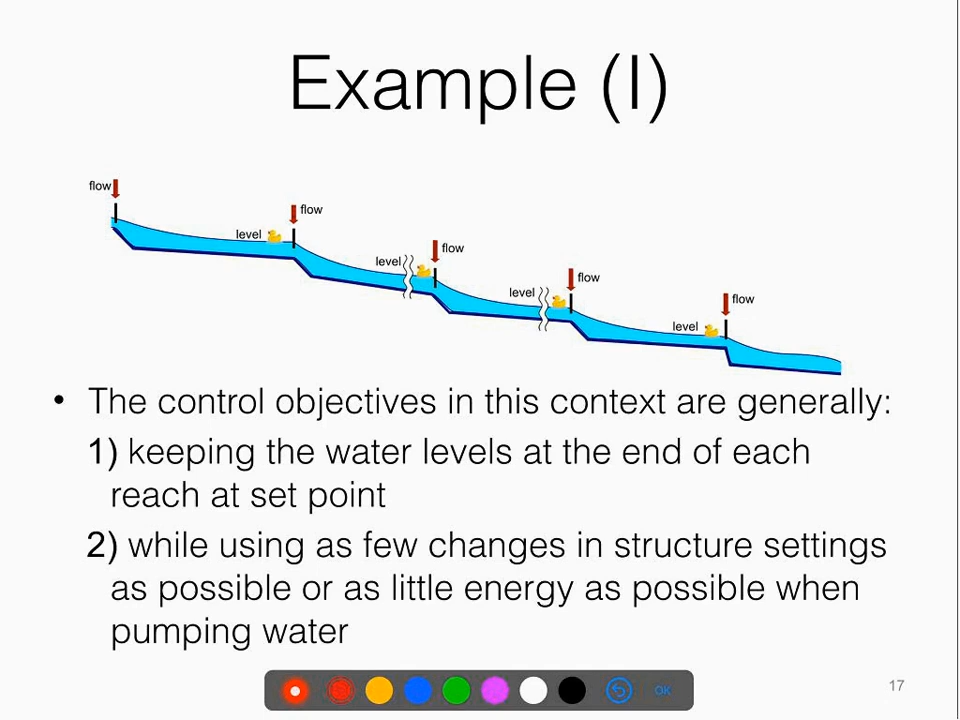 Example (I)
flow
flow
level
flow
level
flow
level
flow
level
• The control objectives in this context are generally:
1) keeping the water levels at the end of each
reach at set point
2) while using as few changes in structure settings
as possible or as little energy as possible when
pumping water
OK
17